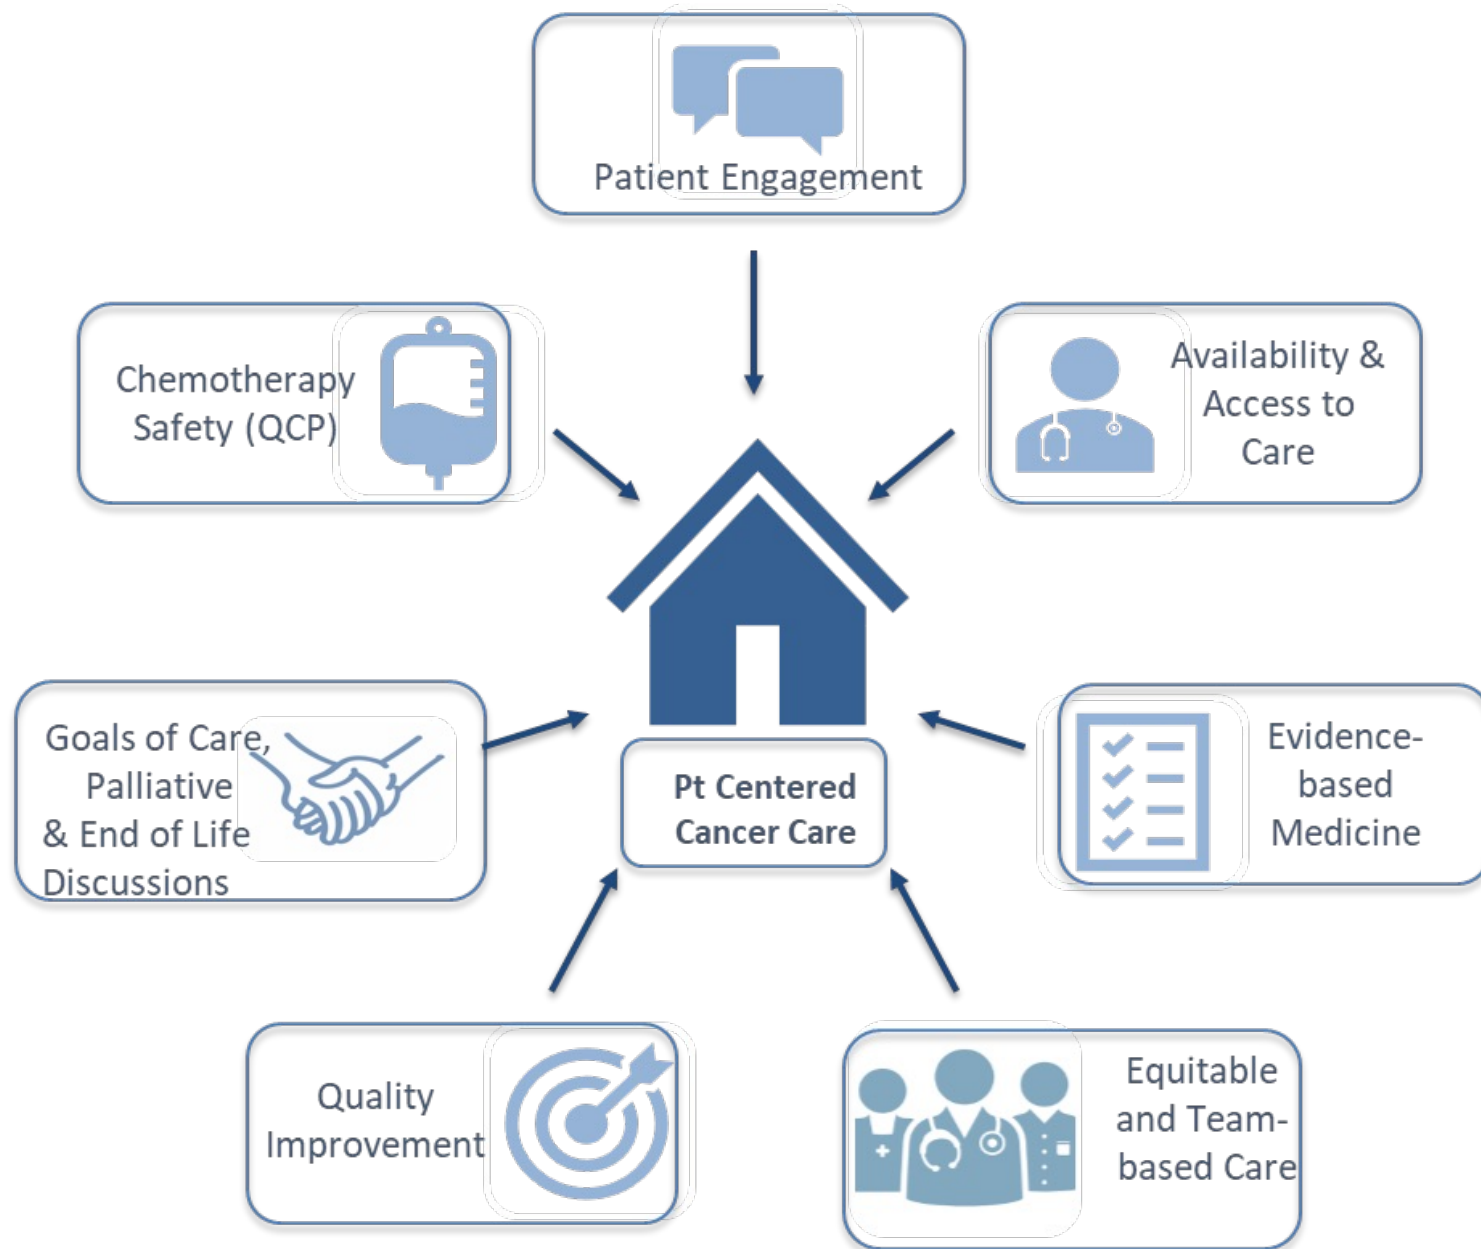 Patient Engagement
Chemotherapy
Safety (QCP)
Availability &
Access to
Care
Goals of Care,
Palliative
& End of Life
Discussions
Pt Centered
Cancer Care
Evidence-
based
Medicine
Quality
Improvement
Equitable
and Team-
based Care